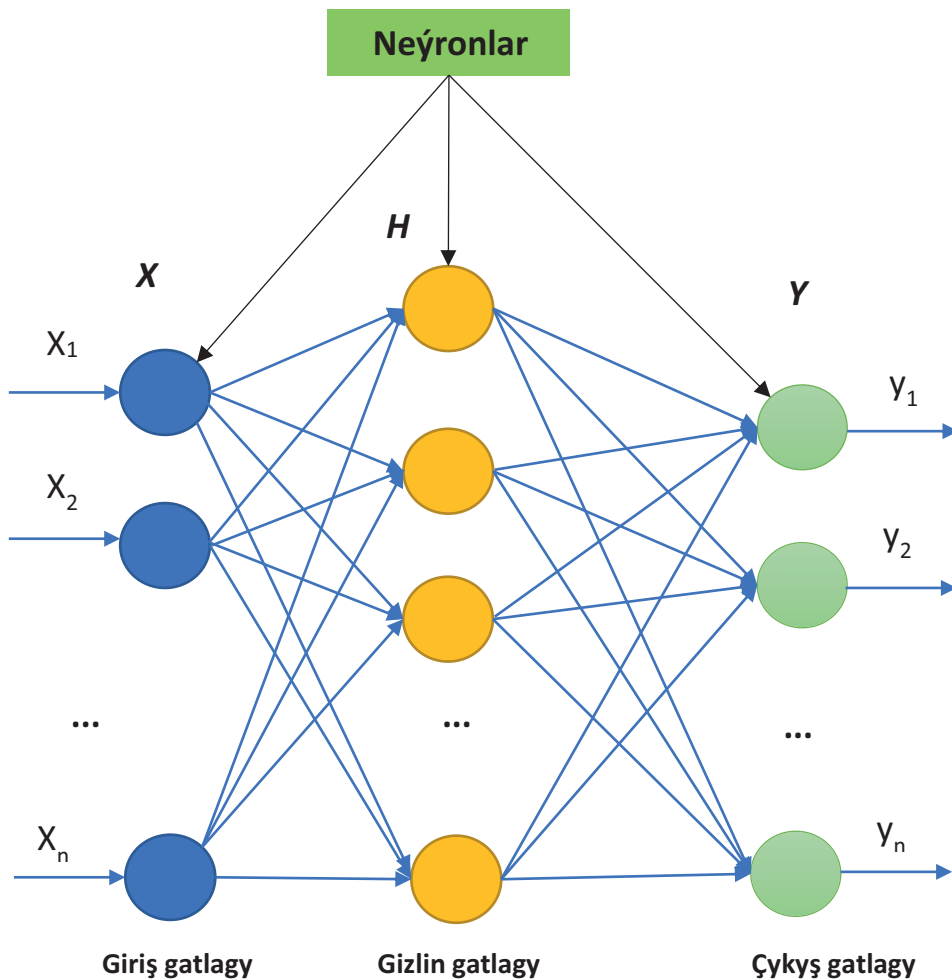 Neýronlar
H
X
Y
X1
y1
X2
y2
...
...
...
Xn
yn
Giriş gatlagy
Gizlin gatlagy
Çykyş gatlagy